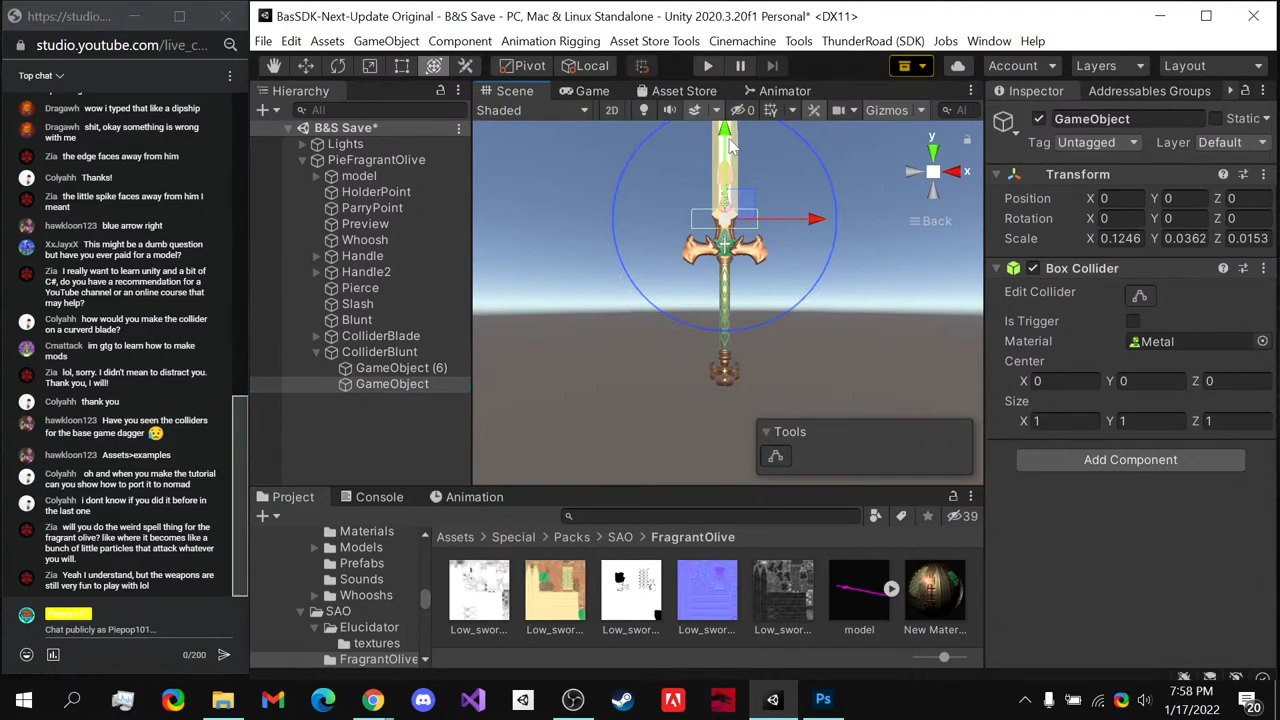 https://studio.youtube.com/...
studio.youtube.com/live_c...
Top chat
Dragawh wow i typed that like a dipship
Dragawh shit, okay something is wrong
with me
Zia the edge faces away from him
Colyahh Thanks!
Zia the little spike faces away from him I
meant
hawkloon123 blue arrow right
XxJayxX This might be a dumb question
but have you ever paid for a model?
Zia I really want to learn unity and a bit of
C#, do you have a recommendation for a
YouTube channel or an online course that
may help?
Colyahh how would you make the collider
on a curverd blade?
Cmattack im gtg to learn how to make
mods
Zia lol, sorry. I didn't mean to distract you.
Thank you, I will!
Colyahh thank you
hawkloon123 Have you seen the colliders
for the base game dagger 😥
hawkloon123 Assets>examples
Colyahh oh and when you make the tutorial
can you show how to port it to nomad
Colyahh i dont know if you did it before in
the last one
Zia will you do the weird spell thing for the
fragrant olive? like where it becomes like a
bunch of little particles that attack whatever
you will.
Zia Yeah I understand, but the weapons are
still very fun to play with lol
Piepop101
Chat publicly as Piepop101...
0/200
BasSDK-Next-Update Original - B&S Save - PC, Mac & Linux Standalone - Unity 2020.3.20f1 Personal* <DX11>
File Edit Assets GameObject Component Animation Rigging Asset Store Tools Cinemachine Tools ThunderRoad (SDK) Jobs Window Help
Pivot Local Account Layers Layout
Hierarchy
All
B&S Save*
Lights
PieFragrantOlive
model
HolderPoint
ParryPoint
Preview
Whoosh
Handle
Handle2
Pierce
Slash
Blunt
ColliderBlade
ColliderBlunt
GameObject (6)
GameObject
Scene Game Asset Store Animator
Shaded 2D 0 Gizmos Al
y
x
Back
Tools
Inspector Addressables Groups
GameObject Static
Tag Untagged Layer Default
Transform
Position X 0 Y 0 Z 0
Rotation X 0 Y 0 Z 0
Scale X 0.1246 Y 0.0362 Z 0.0153
Box Collider
Edit Collider
Is Trigger
Material Metal
Center
X 0 Y 0 Z 0
Size
X 1 Y 1 Z 1
Add Component
Project Console Animation
39
Materials
Models
Prefabs
Sounds
Whooshs
SAO
Elucidator
textures
FragrantOlive
Assets > Special > Packs > SAO > FragrantOlive
Low_swor... Low_swor... Low_swor... Low_swor... Low_swor... model New Mater...
Ps
7:58 PM
1/17/2022
20